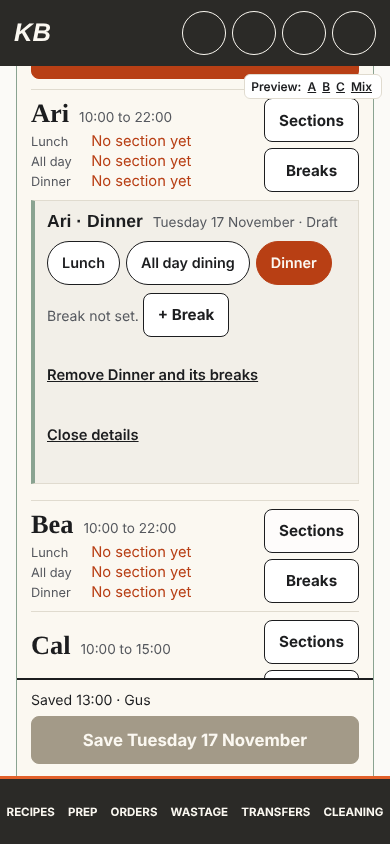 KB
Preview: A B C Mix
Ari 10:00 to 22:00
Sections
Lunch No section yet
All day No section yet
Breaks
Dinner No section yet
Ari · Dinner Tuesday 17 November · Draft
Lunch All day dining Dinner
Break not set. + Break
Remove Dinner and its breaks
Close details
Bea 10:00 to 22:00
Sections
Lunch No section yet
All day No section yet
Breaks
Dinner No section yet
Cal 10:00 to 15:00
Sections
Saved 13:00 · Gus
Save Tuesday 17 November
RECIPES PREP ORDERS WASTAGE TRANSFERS CLEANING